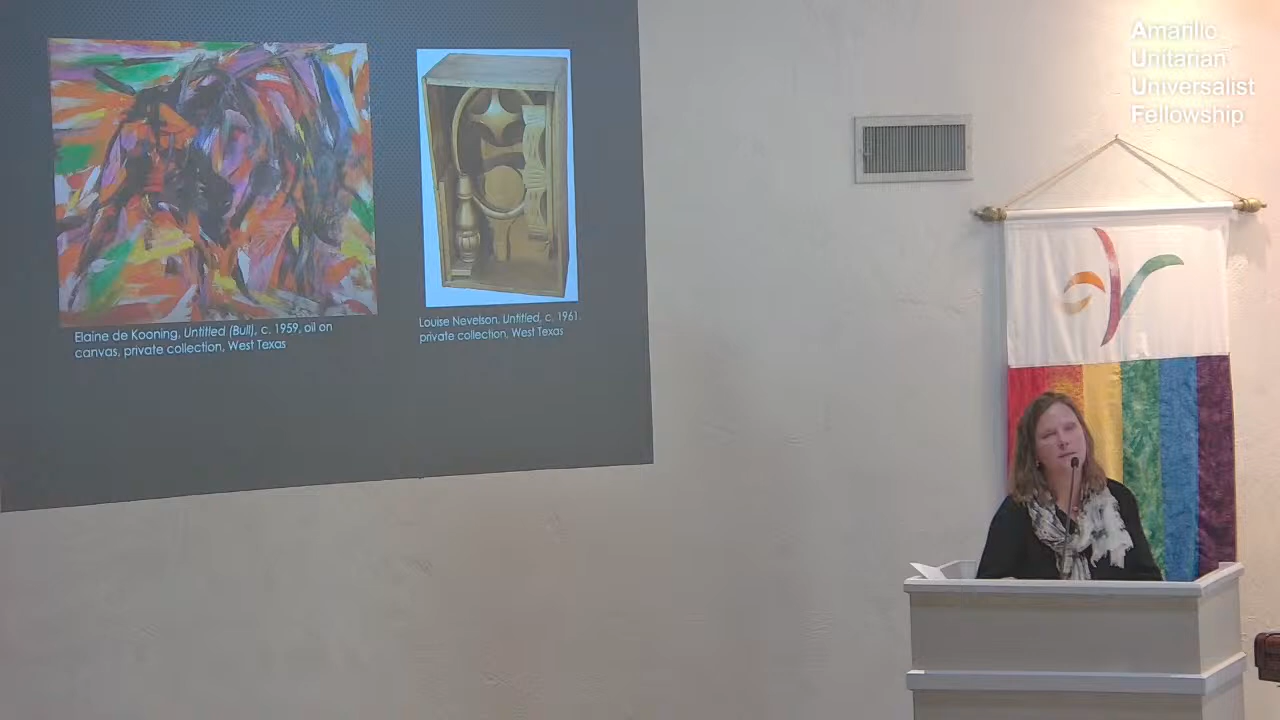 Amarillo
Unitarian
Universalist
Fellowship
Elaine de Kooning, Untitled (Bull), c. 1959, oil on
canvas, private collection, West Texas
Louise Nevelson, Untitled, c. 1961,
private collection, West Texas